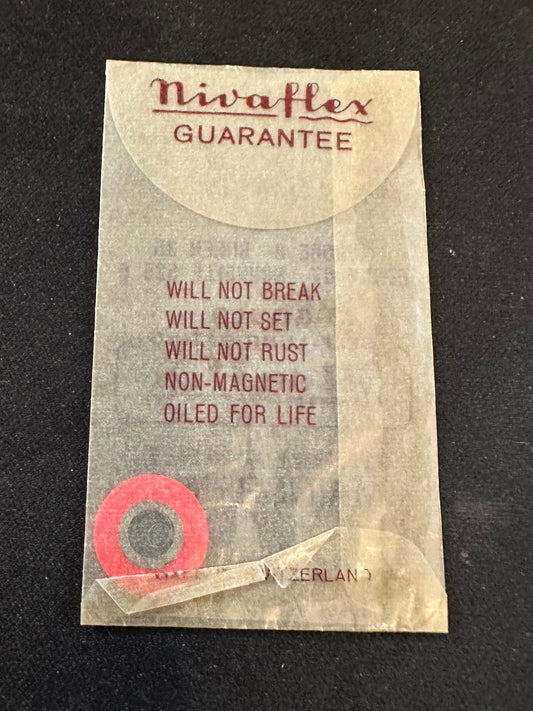 Nivaflex
GUARANTEE
WILL NOT BREAK
WILL NOT SET
WILL NOT RUST
NON-MAGNETIC
OILED FOR LIFE